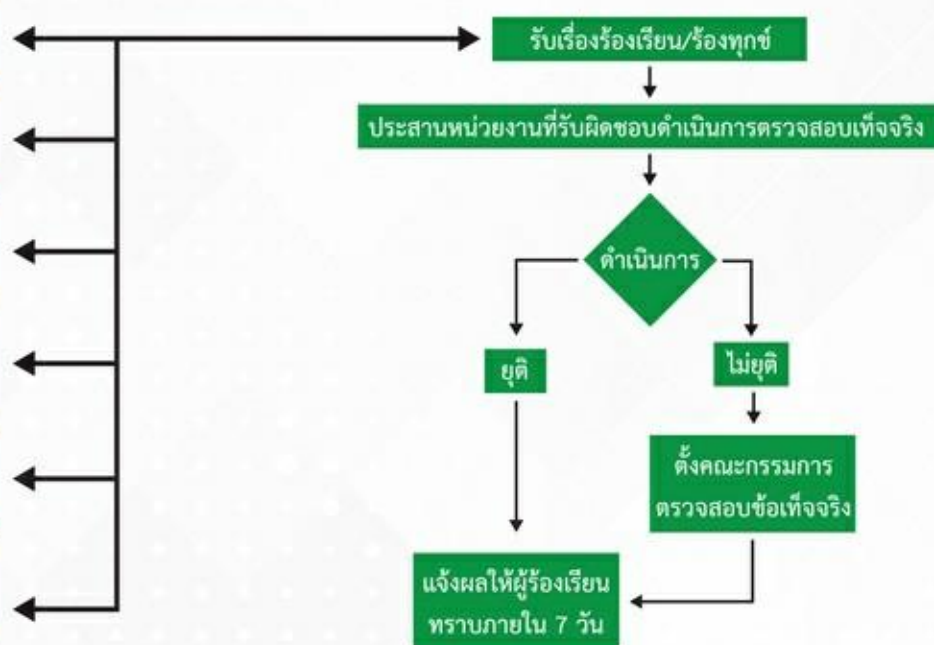 รับเรื่องร้องเรียน/ร้องทุกข์
ประสานหน่วยงานที่รับผิดชอบดำเนินการตรวจสอบเท็จจริง
ดำเนินการ
ยุติ
ไม่ยุติ
ตั้งคณะกรรมการ
ตรวจสอบข้อเท็จจริง
แจ้งผลให้ผู้ร้องเรียน
ทราบภายใน 7 วัน